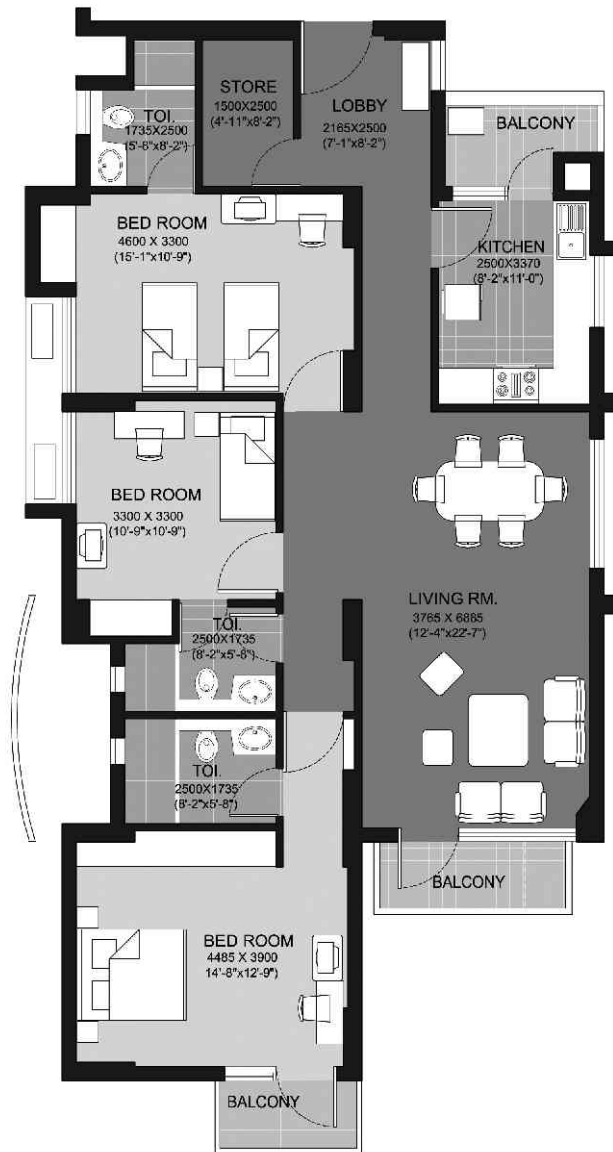 STORE
1500X2500
(4'-11"x8'-2")
LOBBY
2165X2500
(7'-1"x8'-2")
TOI.
1735X2500
(5'-8"x8'-2")
BALCONY
BED ROOM
4600 X 3300
(15'-1"x10'-9")
KITCHEN
2500X3370
(8'-2"x11'-0")
BED ROOM
3300 X 3300
(10'-9"x10'-9")
LIVING RM.
3765 X 6885
(12'-4"x22'-7")
TOI.
2500X1735
(8'-2"x5'-8")
TOI.
2500X1735
(8'-2"x5'-8")
BALCONY
BED ROOM
4485 X 3900
14'-8"x12'-9")
BALCONY